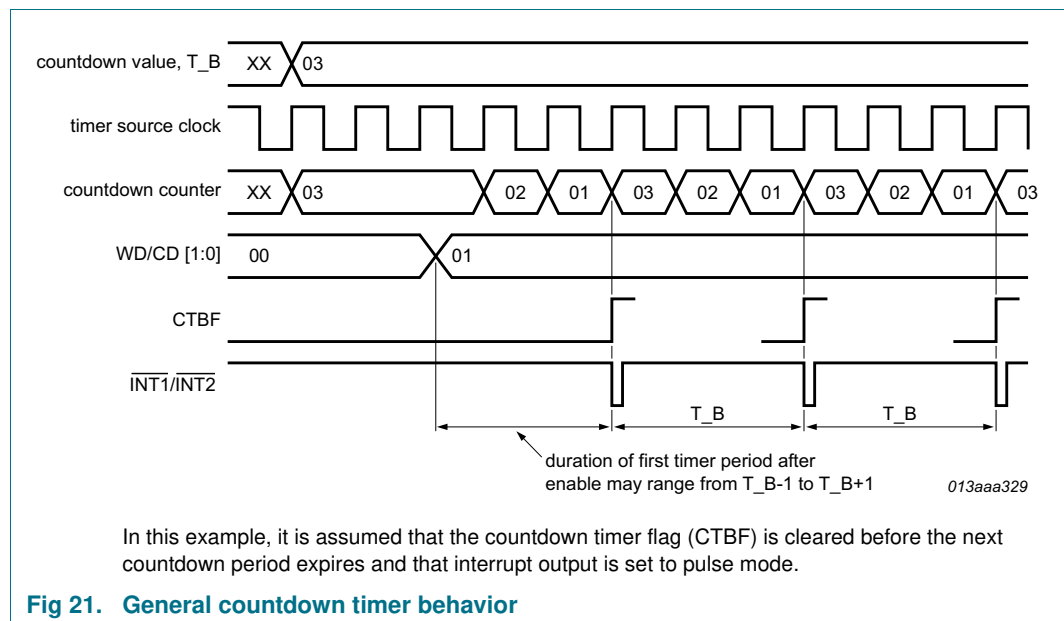 countdown value, T_B XX 03
timer source clock
countdown counter XX 03 02 01 03 02 01 03 02 01 03
WD/CD [1:0] 00 01
CTBF
INT1/INT2
T_B T_B
duration of first timer period after
enable may range from T_B-1 to T_B+1
013aaa329
In this example, it is assumed that the countdown timer flag (CTBF) is cleared before the next
countdown period expires and that interrupt output is set to pulse mode.
Fig 21. General countdown timer behavior